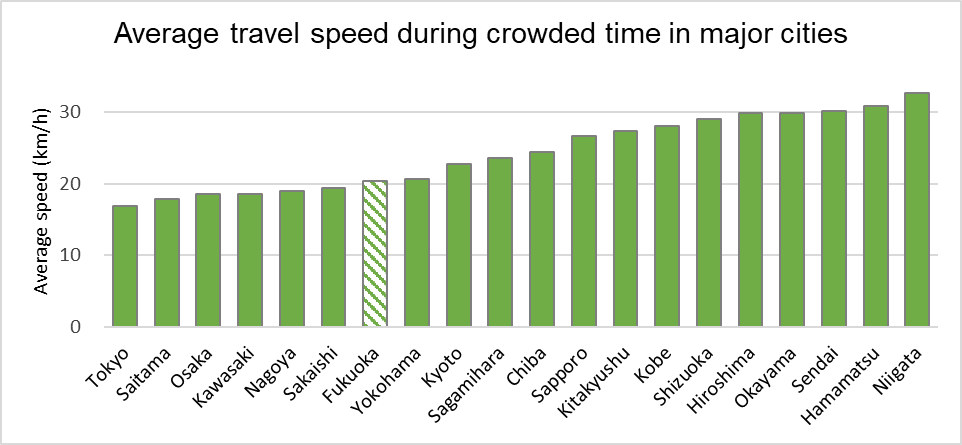 Average travel speed during crowded time in major cities
Average speed (km/h)
30
20
10
0
Tokyo
Saitama
Osaka
Kawasaki
Nagoya
Sakaishi
Fukuoka
Yokohama
Kyoto
Sagamihara
Chiba
Sapporo
Kitakyushu
Kobe
Shizuoka
Hiroshima
Okayama
Sendai
Hamamatsu
Niigata